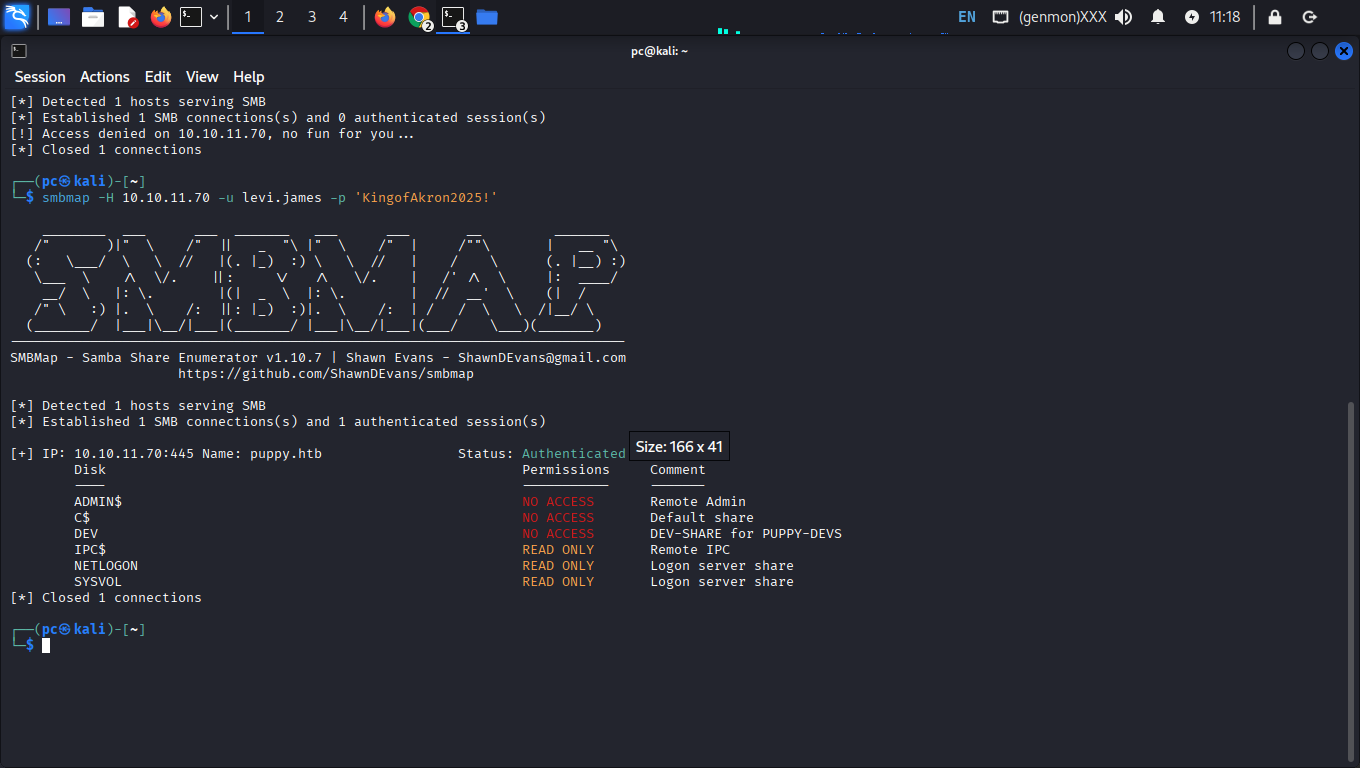 1 2 3 4 2 3 EN (genmon)XXX 11:18
pc@kali: ~
Session Actions Edit View Help
[*] Detected 1 hosts serving SMB
[*] Established 1 SMB connections(s) and 0 authenticated session(s)
[!] Access denied on 10.10.11.70, no fun for you...
[*] Closed 1 connections
┌──(pc㉿kali)-[~]
└─$ smbmap -H 10.10.11.70 -u levi.james -p 'KingofAkron2025!'
SMBMAP
SMBMap - Samba Share Enumerator v1.10.7 | Shawn Evans - ShawnDEvans@gmail.com
https://github.com/ShawnDEvans/smbmap
[*] Detected 1 hosts serving SMB
[*] Established 1 SMB connections(s) and 1 authenticated session(s)
[+] IP: 10.10.11.70:445 Name: puppy.htb Status: Authenticated
Size: 166 x 41
Disk Permissions Comment
---- ----------- -------
ADMIN$ NO ACCESS Remote Admin
C$ NO ACCESS Default share
DEV NO ACCESS DEV-SHARE for PUPPY-DEVS
IPC$ READ ONLY Remote IPC
NETLOGON READ ONLY Logon server share
SYSVOL READ ONLY Logon server share
[*] Closed 1 connections
┌──(pc㉿kali)-[~]
└─$